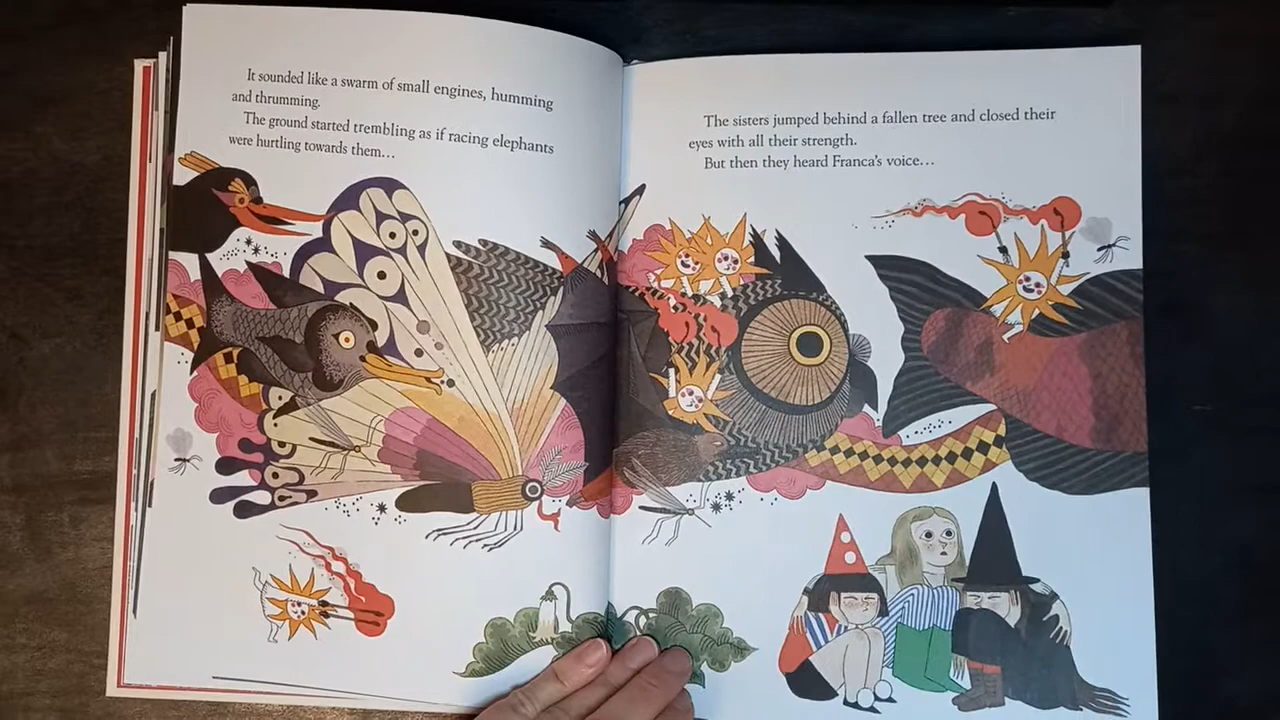 It sounded like a swarm of small engines, humming
and thrumming.
The ground started trembling as if racing elephants
were hurtling towards them…
The sisters jumped behind a fallen tree and closed their
eyes with all their strength.
But then they heard Franca’s voice…